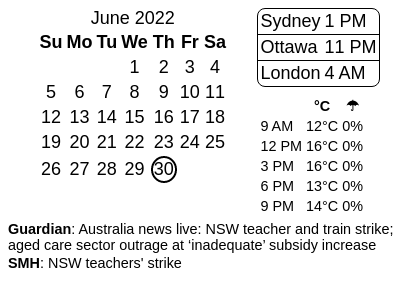 June 2022
Su Mo Tu We Th Fr Sa
1 2 3 4
5 6 7 8 9 10 11
12 13 14 15 16 17 18
19 20 21 22 23 24 25
26 27 28 29 30
Sydney 1 PM
Ottawa 11 PM
London 4 AM
°C ☂
9 AM 12°C 0%
12 PM 16°C 0%
3 PM 16°C 0%
6 PM 13°C 0%
9 PM 14°C 0%
Guardian: Australia news live: NSW teacher and train strike;
aged care sector outrage at ‘inadequate’ subsidy increase
SMH: NSW teachers' strike